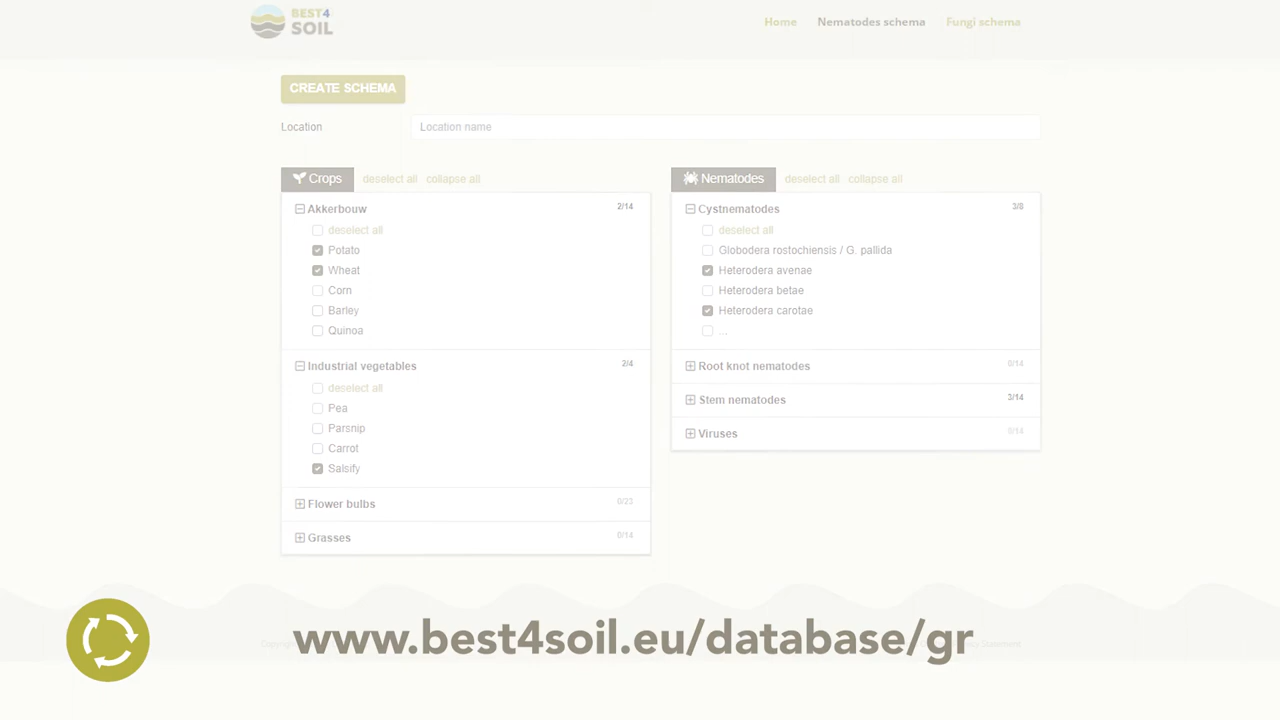 BEST4
SOIL
Home
Nematodes schema
Fungi schema
CREATE SCHEMA
Location
Location name
Crops
deselect all
collapse all
Akkerbouw
2/14
deselect all
Potato
Wheat
Corn
Barley
Quinoa
Industrial vegetables
2/4
deselect all
Pea
Parsnip
Carrot
Salsify
Flower bulbs
0/23
Grasses
0/14
Nematodes
deselect all
collapse all
Cystnematodes
3/8
deselect all
Globodera rostochiensis / G. pallida
Heterodera avenae
Heterodera betae
Heterodera carotae
...
Root knot nematodes
0/14
Stem nematodes
3/14
Viruses
www.best4soil.eu/database/gr